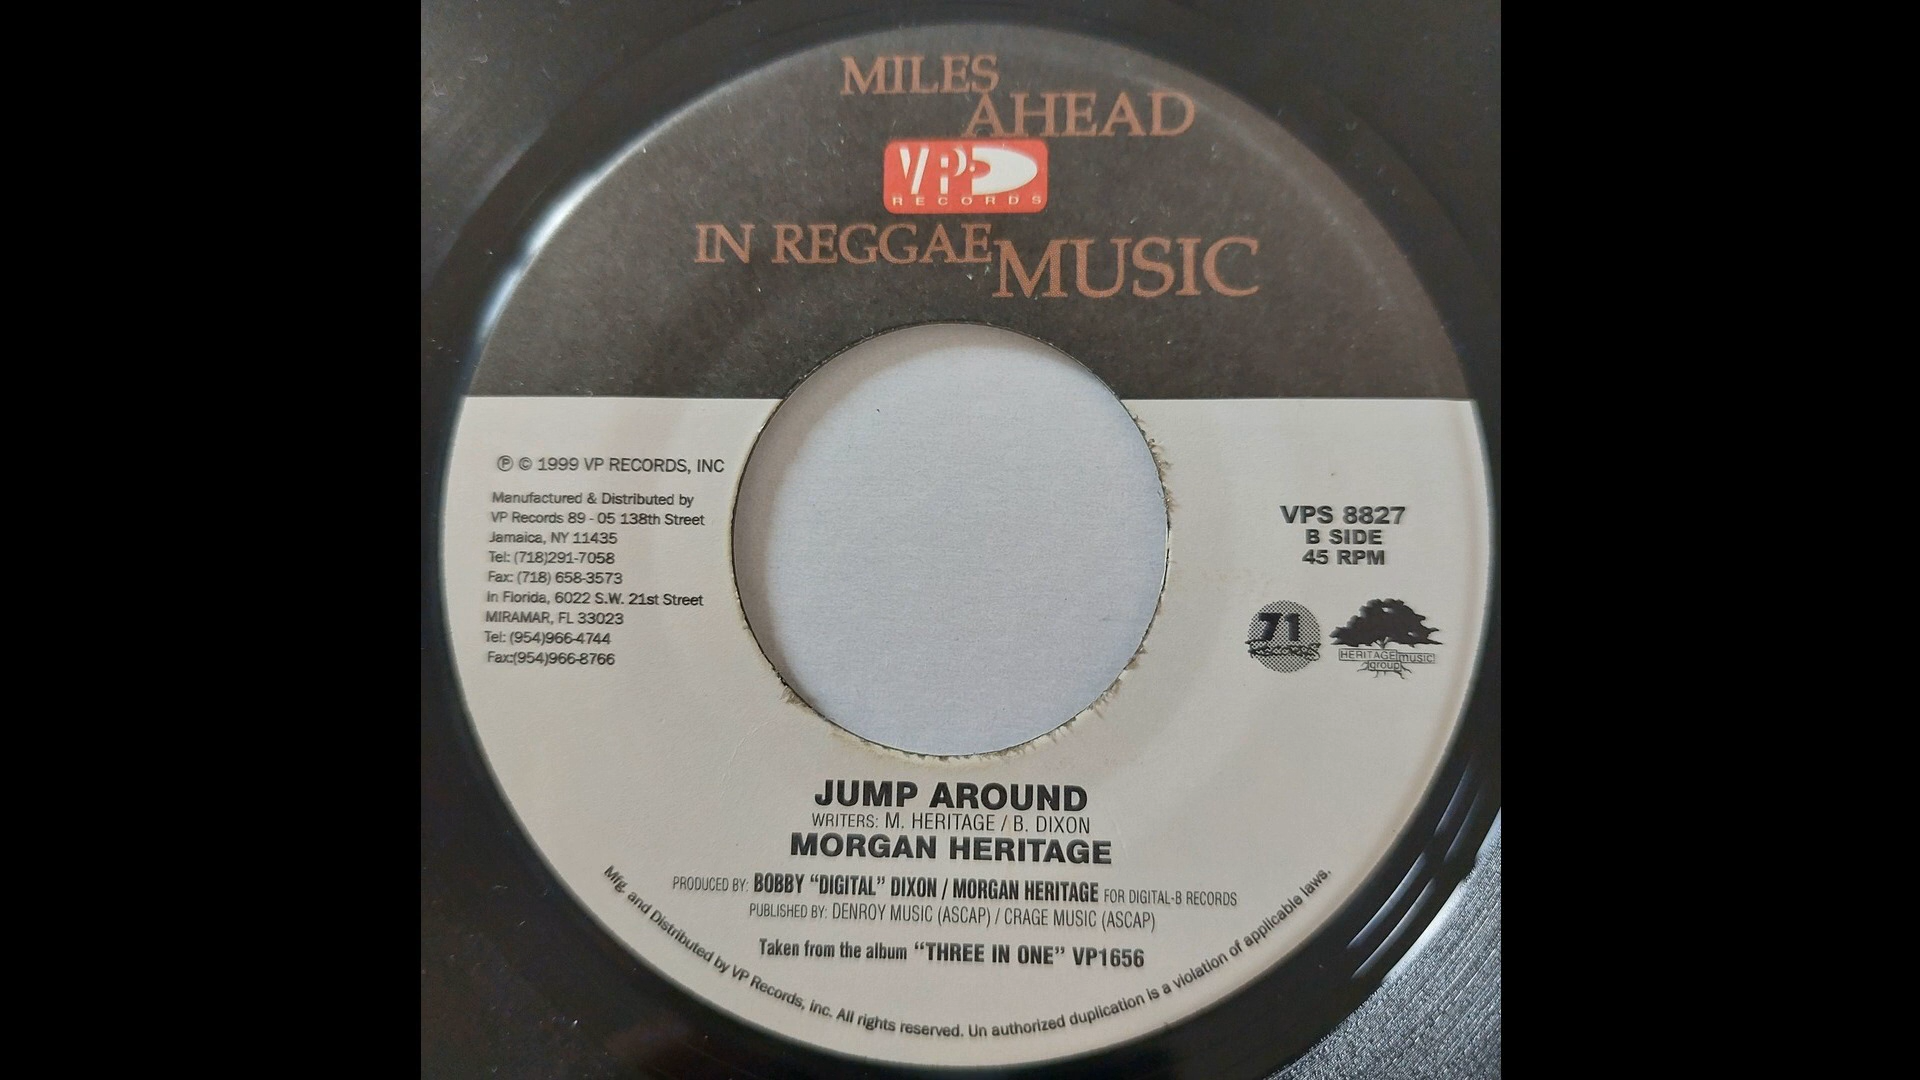 MILES
AHEAD
VP
RECORDS
IN REGGAE MUSIC
℗ © 1999 VP RECORDS, INC
Manufactured & Distributed by
VP Records 89 - 05 138th Street
Jamaica, NY 11435
Tel: (718)291-7058
Fax: (718) 658-3573
In Florida, 6022 S.W. 21st Street
MIRAMAR, FL 33023
Tel: (954)966-4744
Fax:(954)966-8766
VPS 8827
B SIDE
45 RPM
71
RECORDS
HERITAGE music
group
JUMP AROUND
WRITERS: M. HERITAGE / B. DIXON
MORGAN HERITAGE
PRODUCED BY: BOBBY “DIGITAL” DIXON / MORGAN HERITAGE FOR DIGITAL-B RECORDS
PUBLISHED BY: DENROY MUSIC (ASCAP) / CRAGE MUSIC (ASCAP)
Taken from the album “THREE IN ONE” VP1656
Mfg. and Distributed by VP Records, Inc. All rights reserved. Un authorized duplication is a violation of applicable laws.